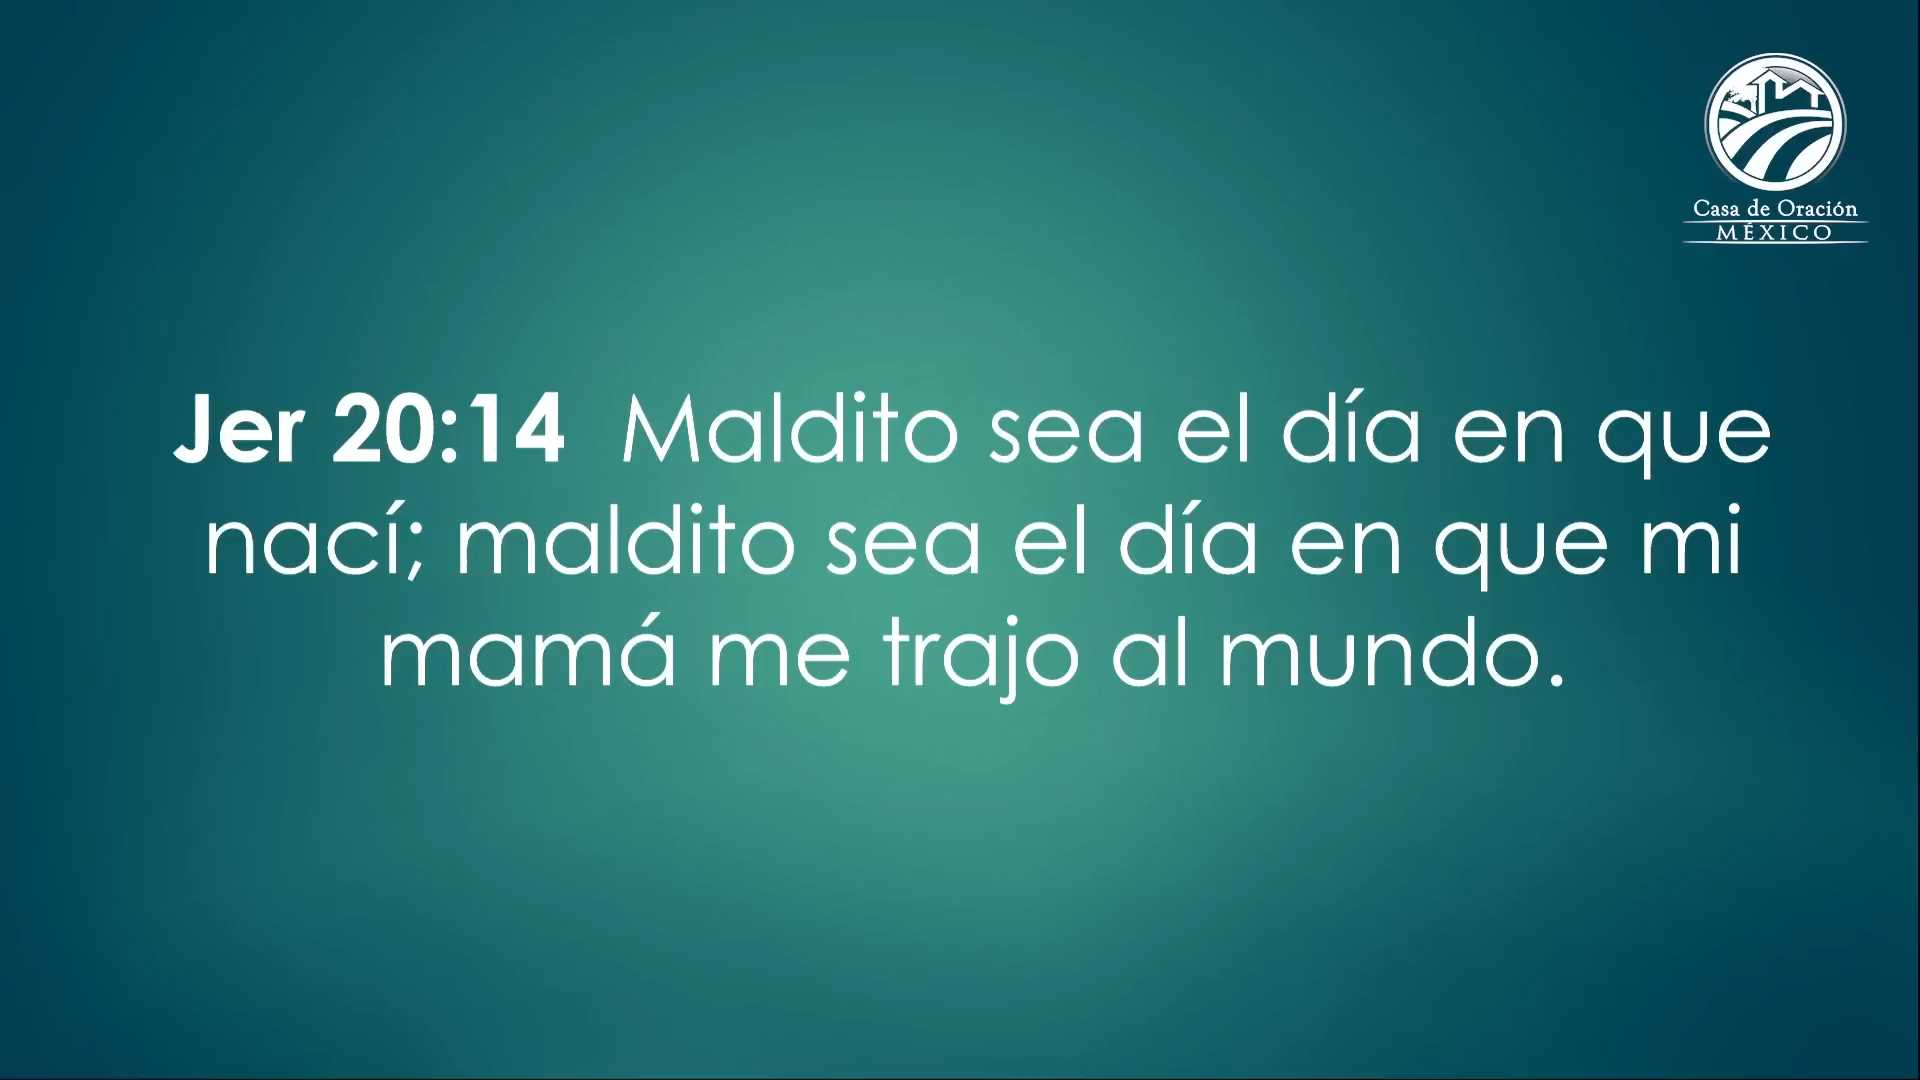 Casa de Oración
MÉXICO
Jer 20:14 Maldito sea el día en que
nací; maldito sea el día en que mi
mamá me trajo al mundo.